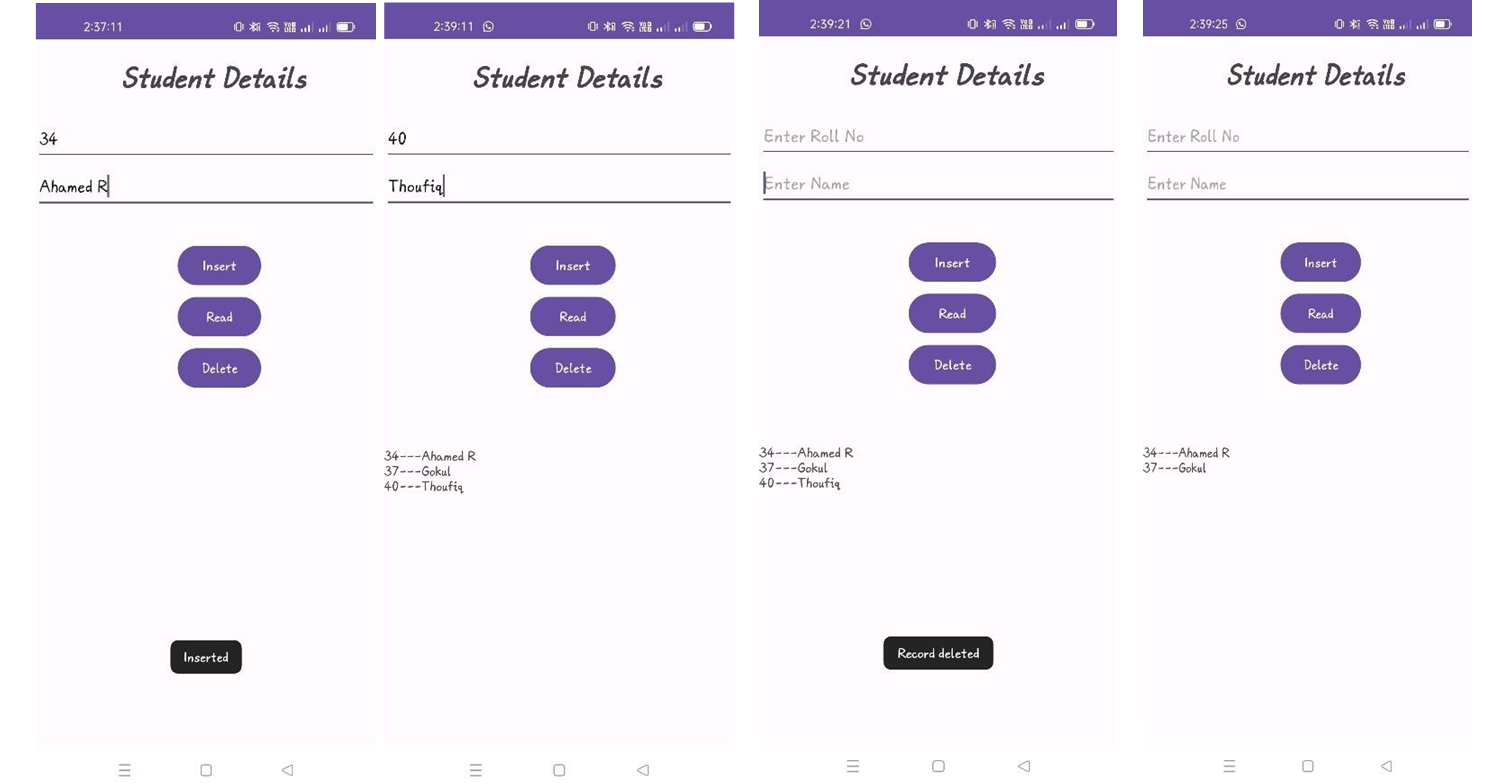 2:37:11
Student Details
34
Ahamed R
Insert
Read
Delete
Inserted
2:39:11
Student Details
40
Thoufiq
Insert
Read
Delete
34---Ahamed R
37---Gokul
40---Thoufiq
2:39:21
Student Details
Enter Roll No
Enter Name
Insert
Read
Delete
34---Ahamed R
37---Gokul
40---Thoufiq
Record deleted
2:39:25
Student Details
Enter Roll No
Enter Name
Insert
Read
Delete
34---Ahamed R
37---Gokul